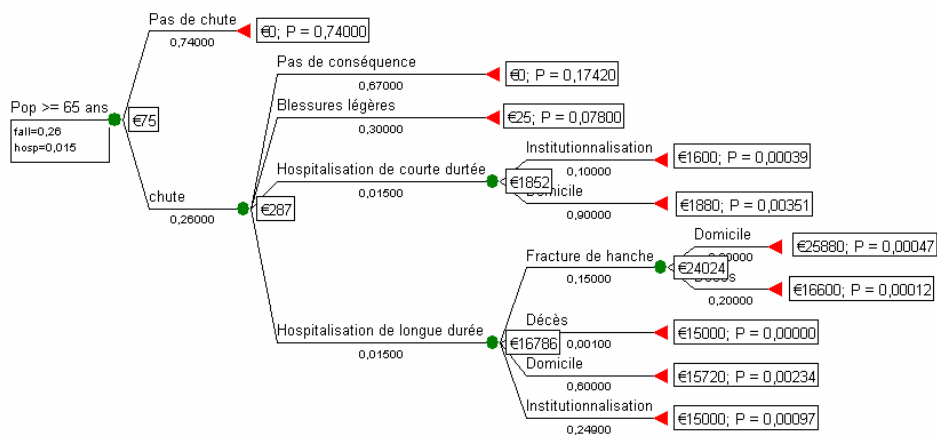 Pas de chute
0,74000
€0; P = 0,74000
Pop >= 65 ans
fall=0,26
hosp=0,015
€75
chute
0,26000
€287
Pas de conséquence
0,67000
€0; P = 0,17420
Blessures légères
0,30000
€25; P = 0,07800
Hospitalisation de courte durtée
0,01500
€1852
Institutionnalisation
0,10000
€1600; P = 0,00039
Domicile
0,90000
€1880; P = 0,00351
Hospitalisation de longue durée
0,01500
€16786
Fracture de hanche
0,15000
€24024
Domicile
€25880; P = 0,00047
0,20000
€16600; P = 0,00012
Décès
0,00100
€15000; P = 0,00000
Domicile
0,60000
€15720; P = 0,00234
Institutionnalisation
0,24900
€15000; P = 0,00097